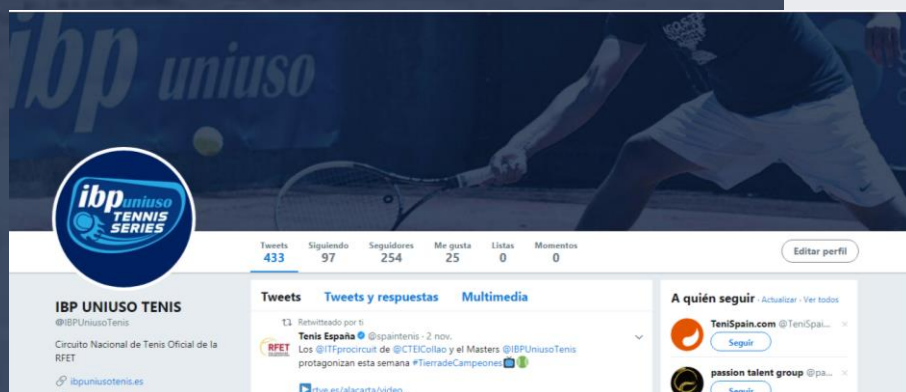 ibp uniuso
ibpuniuso
TENNIS
SERIES
Tweets Siguiendo Seguidores Me gusta Listas Momentos
433 97 254 25 0 0
Editar perfil
IBP UNIUSO TENIS
@IBPUniusoTenis
Circuito Nacional de Tenis Oficial de la
RFET
ibpuniusotenis.es
Tweets Tweets y respuestas Multimedia
Retwitteado por ti
RFET
Tenis España @spaintenis - 2 nov.
Los @ITFprocircuit de @CTElCollao y el Masters @IBPUniusoTenis
protagonizan esta semana #TierradeCampeones
rtve.es/alacarta/video
A quién seguir · Actualizar · Ver todos
TeniSpain.com @TeniSpai...
Seguir
passion talent group @pa...
Seguir